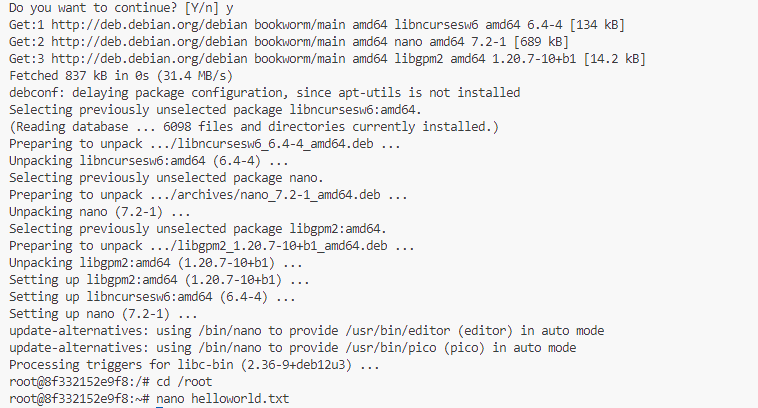 Do you want to continue? [Y/n] y
Get:1 http://deb.debian.org/debian bookworm/main amd64 libncursesw6 amd64 6.4-4 [134 kB]
Get:2 http://deb.debian.org/debian bookworm/main amd64 nano amd64 7.2-1 [689 kB]
Get:3 http://deb.debian.org/debian bookworm/main amd64 libgpm2 amd64 1.20.7-10+b1 [14.2 kB]
Fetched 837 kB in 0s (31.4 MB/s)
debconf: delaying package configuration, since apt-utils is not installed
Selecting previously unselected package libncursesw6:amd64.
(Reading database ... 6098 files and directories currently installed.)
Preparing to unpack .../libncursesw6_6.4-4_amd64.deb ...
Unpacking libncursesw6:amd64 (6.4-4) ...
Selecting previously unselected package nano.
Preparing to unpack .../archives/nano_7.2-1_amd64.deb ...
Unpacking nano (7.2-1) ...
Selecting previously unselected package libgpm2:amd64.
Preparing to unpack .../libgpm2_1.20.7-10+b1_amd64.deb ...
Unpacking libgpm2:amd64 (1.20.7-10+b1) ...
Setting up libgpm2:amd64 (1.20.7-10+b1) ...
Setting up libncursesw6:amd64 (6.4-4) ...
Setting up nano (7.2-1) ...
update-alternatives: using /bin/nano to provide /usr/bin/editor (editor) in auto mode
update-alternatives: using /bin/nano to provide /usr/bin/pico (pico) in auto mode
Processing triggers for libc-bin (2.36-9+deb12u3) ...
root@8f332152e9f8:/# cd /root
root@8f332152e9f8:~# nano helloworld.txt